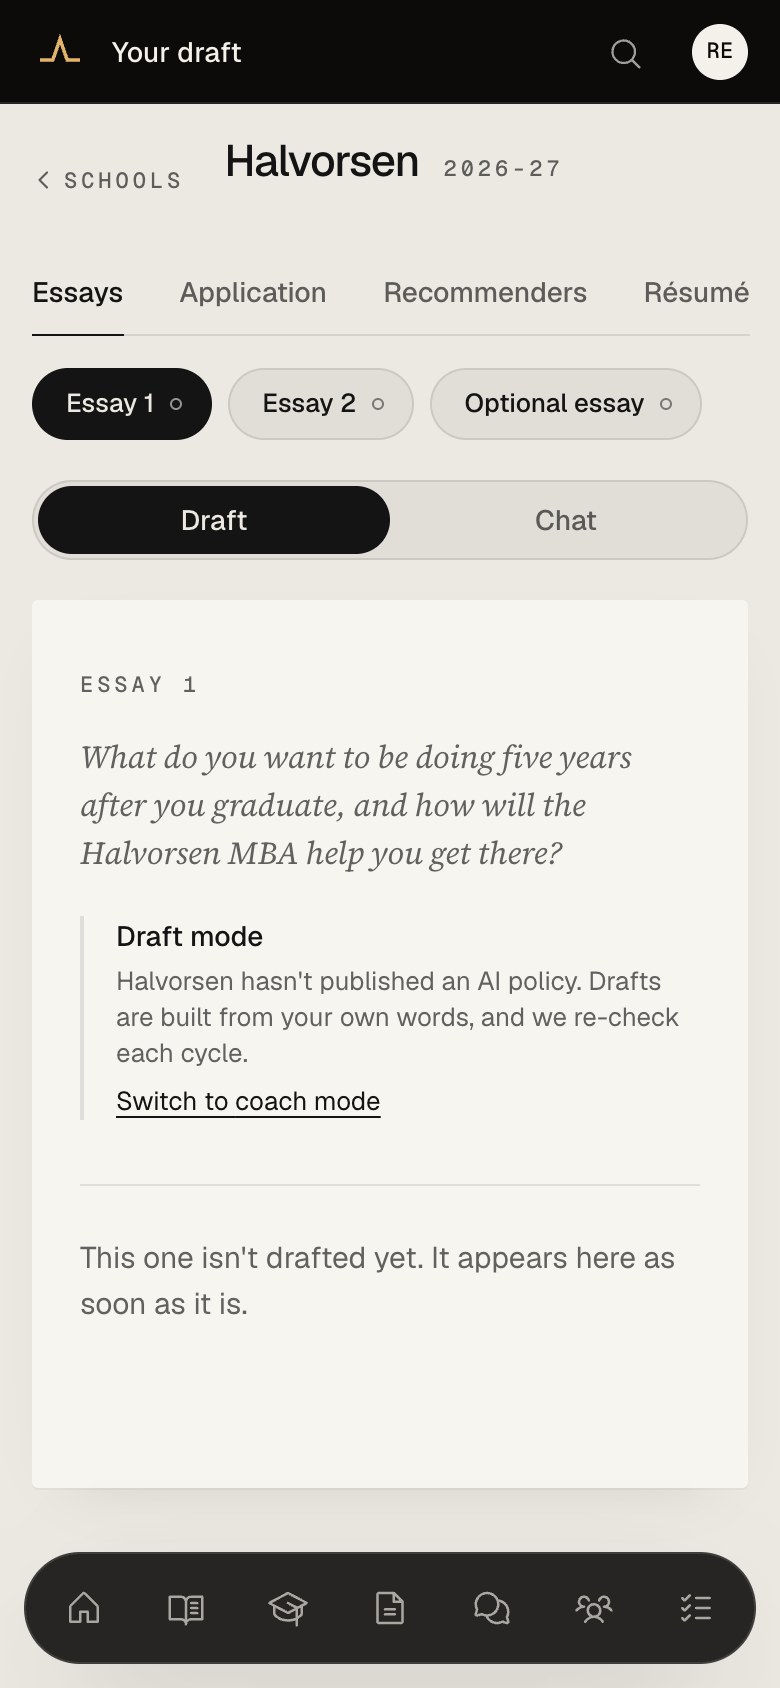 Your draft
RE
SCHOOLS
Halvorsen 2026-27
Essays Application Recommenders Résumé
Essay 1 Essay 2 Optional essay
Draft Chat
ESSAY 1
What do you want to be doing five years
after you graduate, and how will the
Halvorsen MBA help you get there?
Draft mode
Halvorsen hasn't published an AI policy. Drafts
are built from your own words, and we re-check
each cycle.
Switch to coach mode
This one isn't drafted yet. It appears here as
soon as it is.